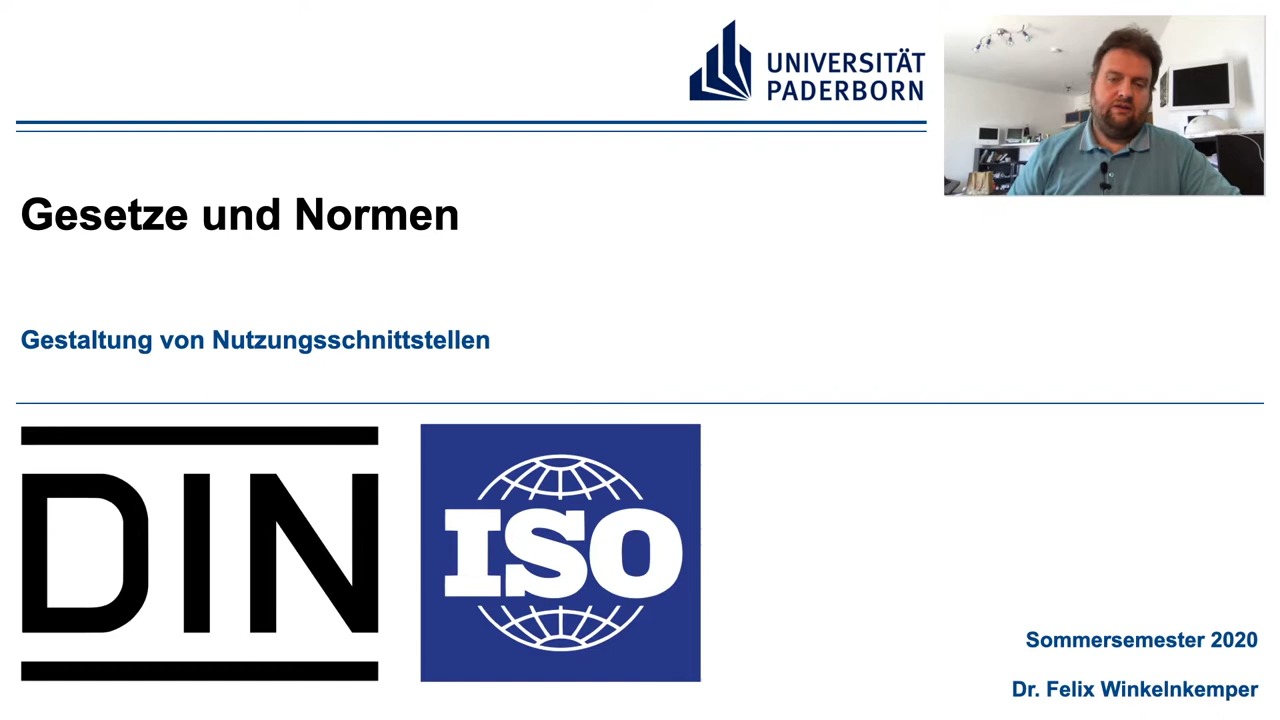 UNIVERSITÄT
PADERBORN
Gesetze und Normen
Gestaltung von Nutzungsschnittstellen
DIN
ISO
Sommersemester 2020
Dr. Felix Winkelnkemper